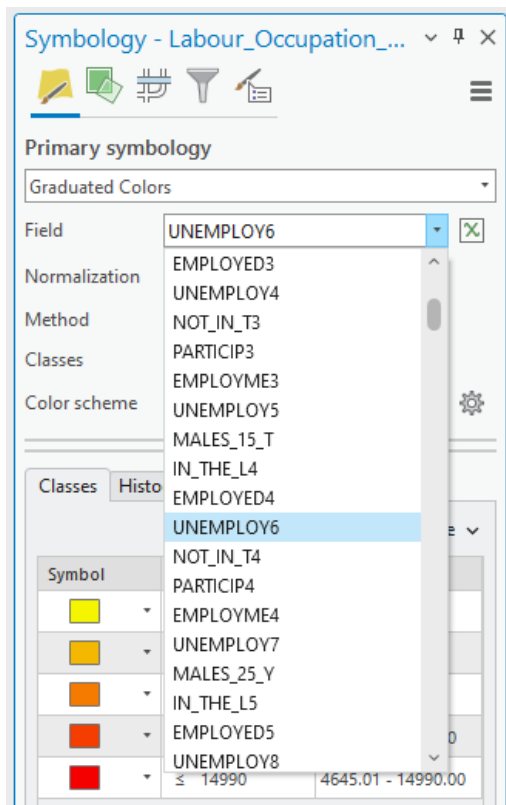 Symbology - Labour_Occupation_...
Primary symbology
Graduated Colors
Field
UNEMPLOY6
EMPLOYED3
Normalization
UNEMPLOY4
Method
NOT_IN_T3
PARTICIP3
Classes
EMPLOYME3
Color scheme
UNEMPLOY5
MALES_15_T
IN_THE_L4
Classes
Histo
EMPLOYED4
UNEMPLOY6
e
NOT_IN_T4
Symbol
PARTICIP4
EMPLOYME4
UNEMPLOY7
MALES_25_Y
IN_THE_L5
EMPLOYED5
0
UNEMPLOY8
≤ 14990
4645.01 - 14990.00